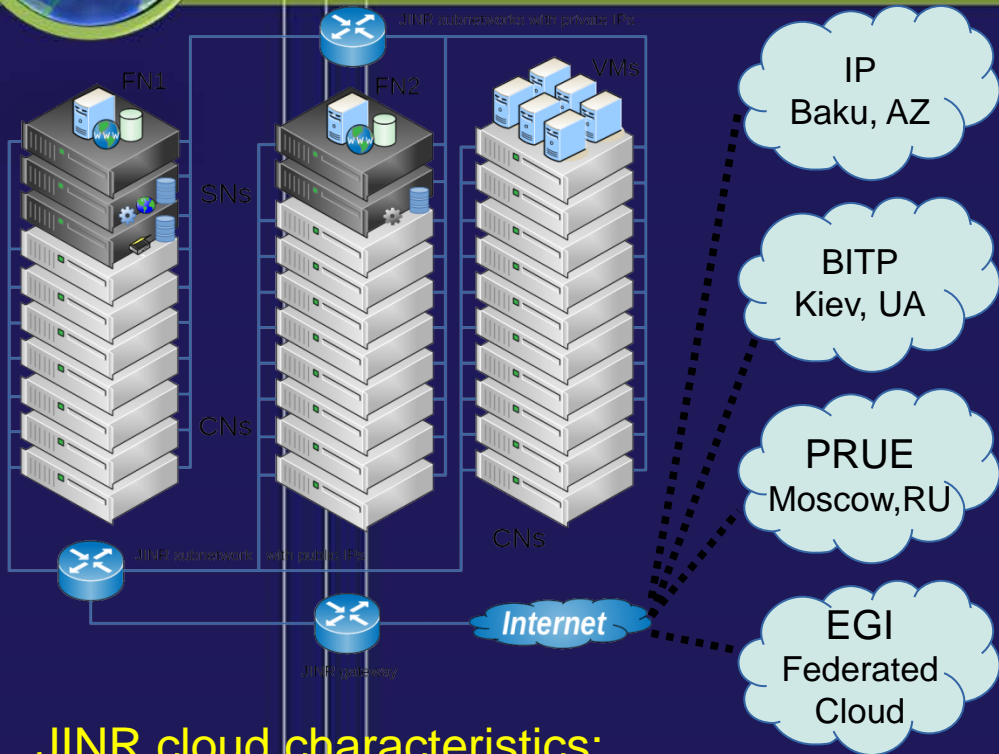 JINR subnetworks with private IPs
FN1
FN2
VMs
SNs
CNs
CNs
JINR subnetwork with public IPs
JINR gateway
Internet
IP
Baku, AZ
BITP
Kiev, UA
PRUE
Moscow,RU
EGI
Federated
Cloud
JINR cloud characteristics: